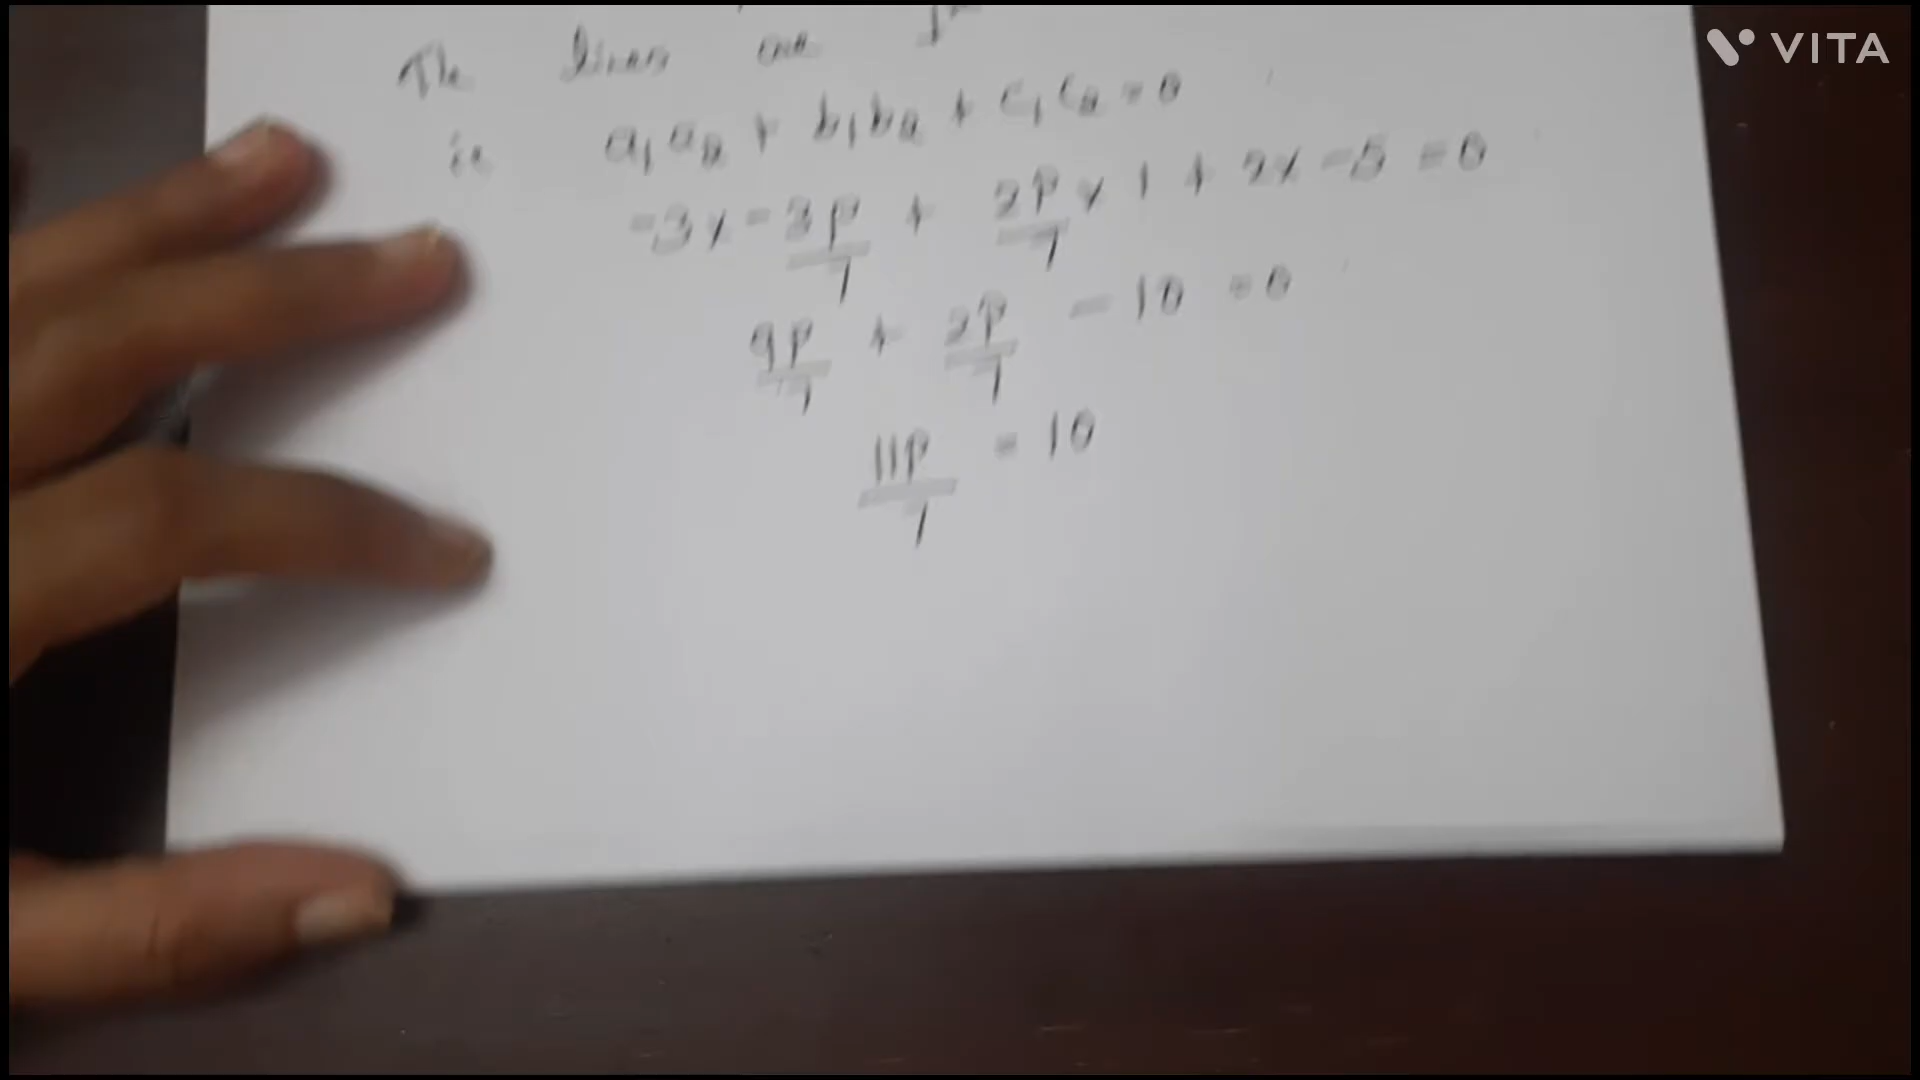 VITA
The lines are
ie a₁a₂ + b₁b₂ + c₁c₂ = 0
-3 x -3p/7 + 2p/7 x 1 + 2x -5 = 0
9p/7 + 2p/7 - 10 = 0
11p/7 = 10